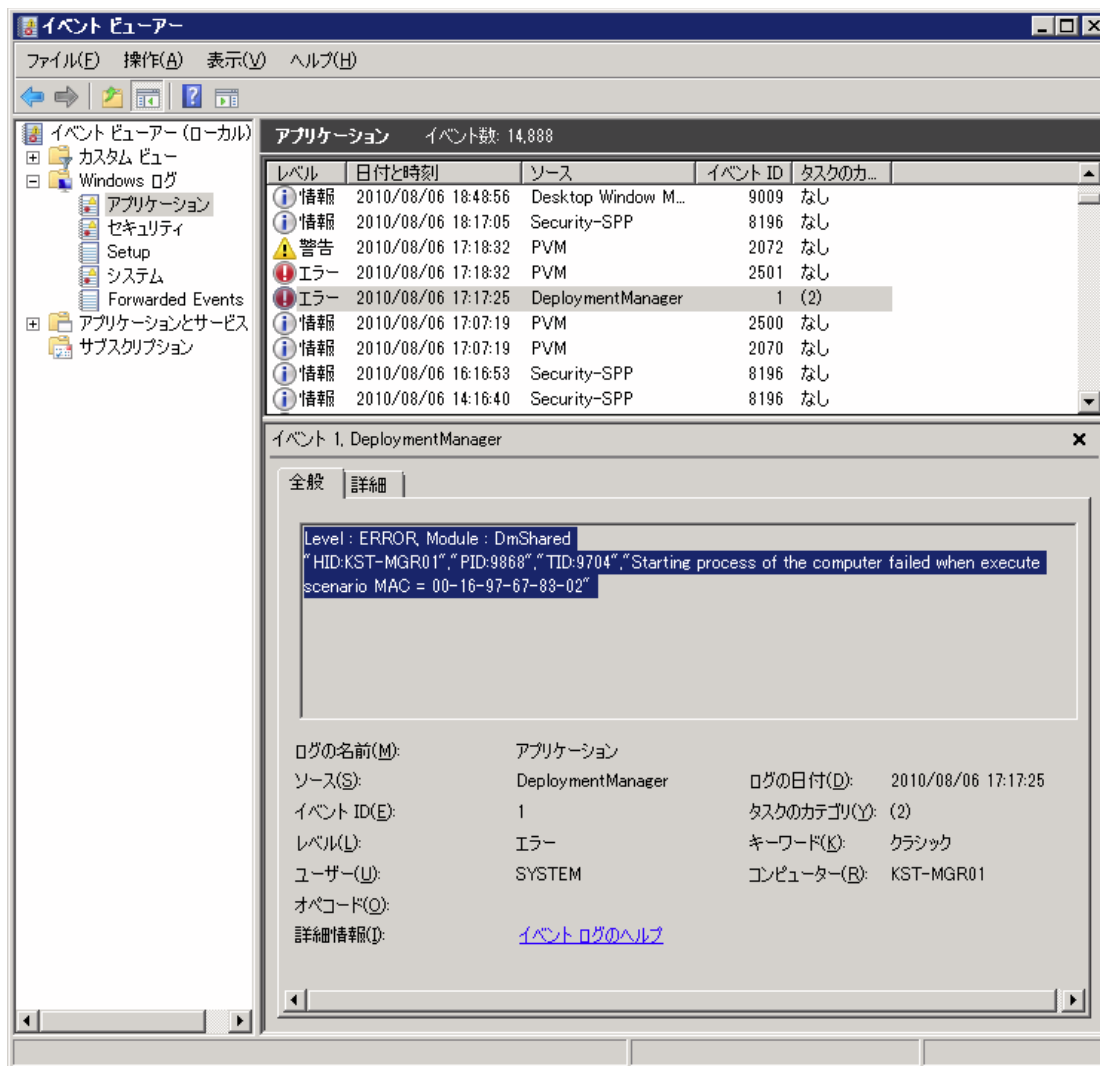 イベント ビューアー
ファイル(F) 操作(A) 表示(V) ヘルプ(H)
イベント ビューアー (ローカル)
カスタム ビュー
Windows ログ
アプリケーション
セキュリティ
Setup
システム
Forwarded Events
アプリケーションとサービス
サブスクリプション
アプリケーション イベント数: 14,888
レベル 日付と時刻 ソース イベント ID タスクのカ...
情報 2010/08/06 18:48:56 Desktop Window M... 9009 なし
情報 2010/08/06 18:17:05 Security-SPP 8196 なし
警告 2010/08/06 17:18:32 PVM 2072 なし
エラー 2010/08/06 17:18:32 PVM 2501 なし
エラー 2010/08/06 17:17:25 DeploymentManager 1 (2)
情報 2010/08/06 17:07:19 PVM 2500 なし
情報 2010/08/06 17:07:19 PVM 2070 なし
情報 2010/08/06 16:16:53 Security-SPP 8196 なし
情報 2010/08/06 14:16:40 Security-SPP 8196 なし
イベント 1, DeploymentManager
全般 詳細
Level : ERROR, Module : DmShared
"HID:KST-MGR01","PID:9868","TID:9704","Starting process of the computer failed when execute
scenario MAC = 00-16-97-67-83-02"
ログの名前(M): アプリケーション
ソース(S): DeploymentManager ログの日付(D): 2010/08/06 17:17:25
イベント ID(E): 1 タスクのカテゴリ(Y): (2)
レベル(L): エラー キーワード(K): クラシック
ユーザー(U): SYSTEM コンピューター(R): KST-MGR01
オペコード(O):
詳細情報(I): イベント ログのヘルプ